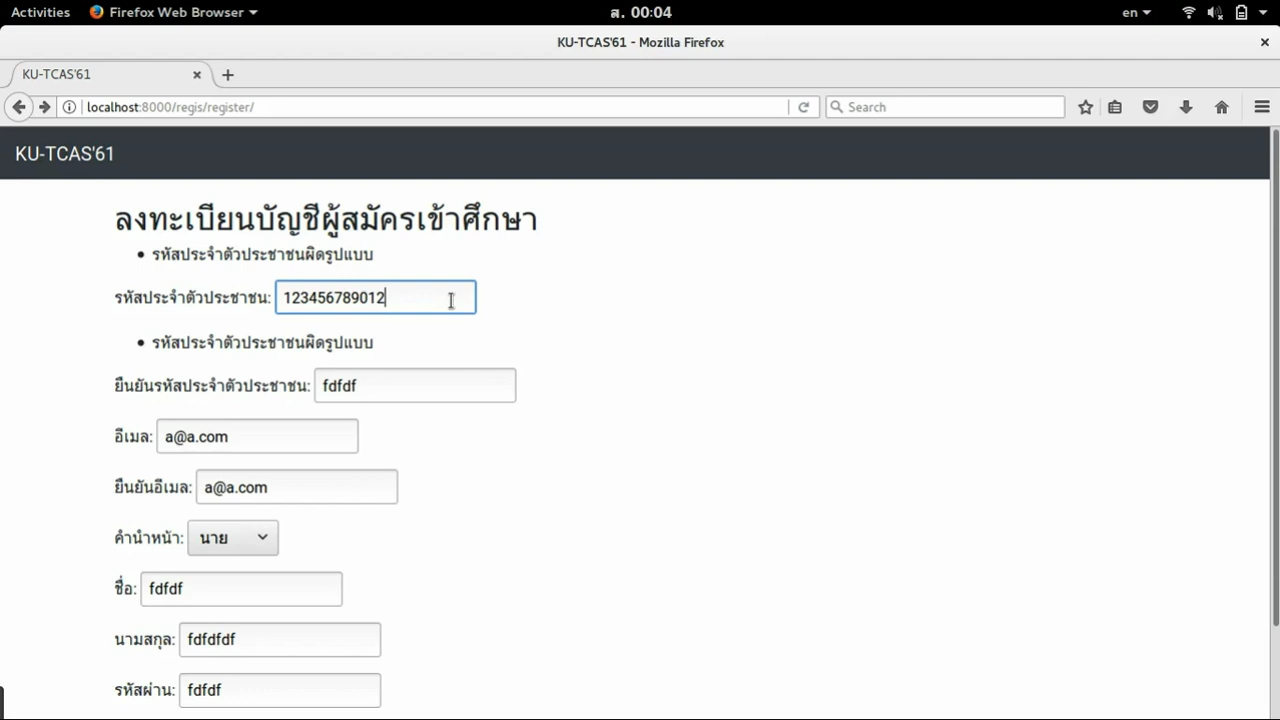 Activities Firefox Web Browser ส. 00:04 en
KU-TCAS'61 - Mozilla Firefox
KU-TCAS'61
localhost:8000/regis/register/ Search
KU-TCAS'61
ลงทะเบียนบัญชีผู้สมัครเข้าศึกษา
• รหัสประจำตัวประชาชนผิดรูปแบบ
รหัสประจำตัวประชาชน: 123456789012
• รหัสประจำตัวประชาชนผิดรูปแบบ
ยืนยันรหัสประจำตัวประชาชน: fdfdf
อีเมล: a@a.com
ยืนยันอีเมล: a@a.com
คำนำหน้า: นาย
ชื่อ: fdfdf
นามสกุล: fdfdfdf
รหัสผ่าน: fdfdf